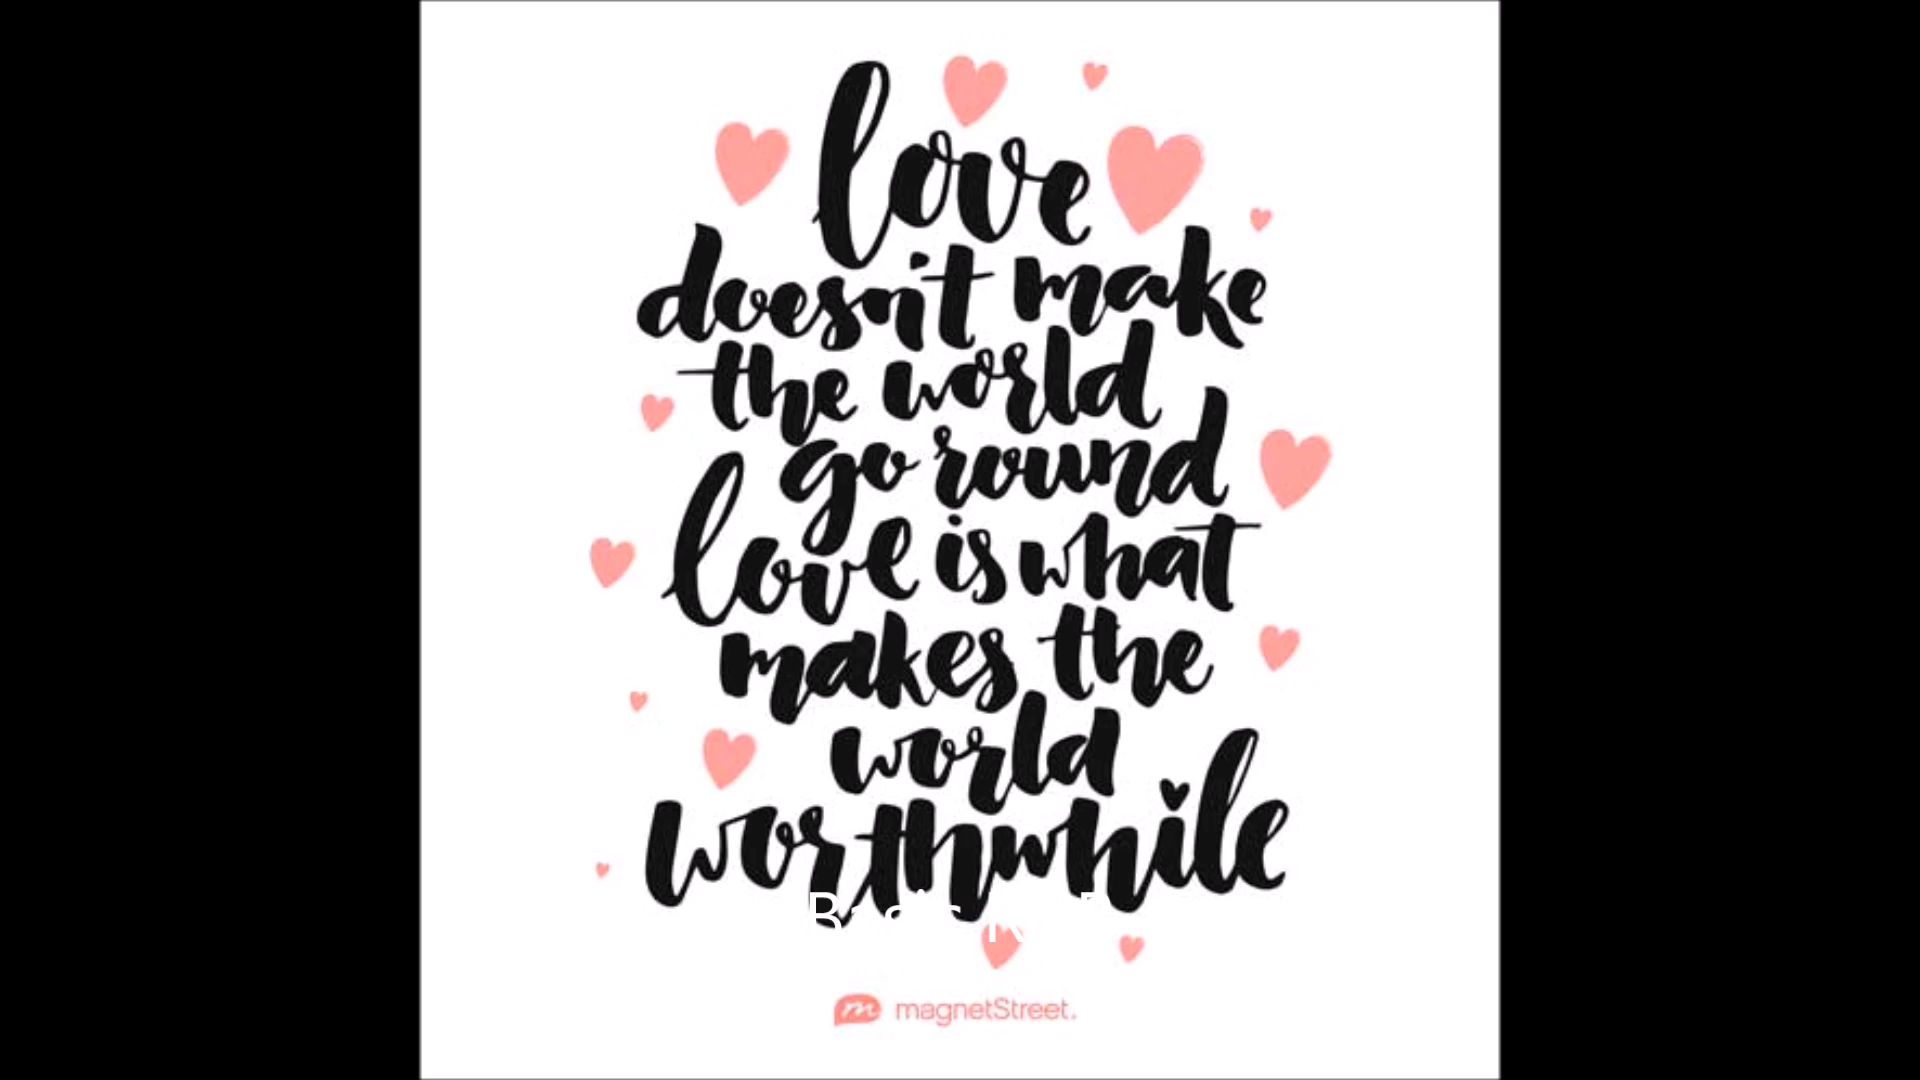 love
doesn't make
the world
go round
love is what
makes the
world
worthwhile
m magnetStreet.